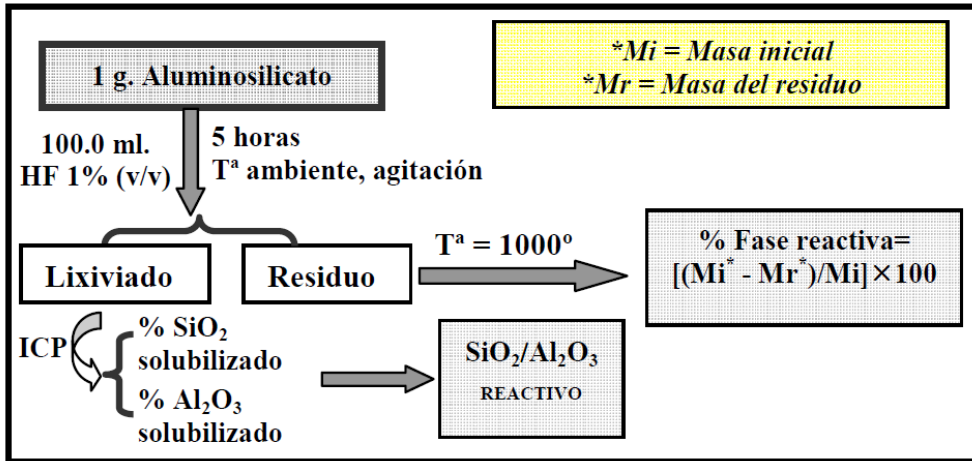 1 g. Aluminosilicato
*Mi = Masa inicial
*Mr = Masa del residuo
100.0 ml.
HF 1% (v/v)
5 horas
Tª ambiente, agitación
Lixiviado
Residuo
Tª = 1000º
% Fase reactiva=
[(Mi* - Mr*)/Mi]×100
ICP
% SiO₂
solubilizado
% Al₂O₃
solubilizado
SiO₂/Al₂O₃
REACTIVO